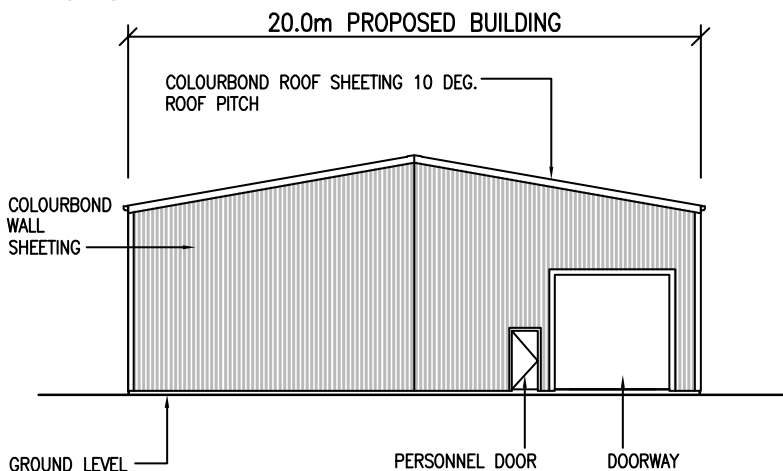 20.0m PROPOSED BUILDING
COLOURBOND ROOF SHEETING 10 DEG.
ROOF PITCH
COLOURBOND
WALL
SHEETING
GROUND LEVEL
PERSONNEL DOOR
DOORWAY